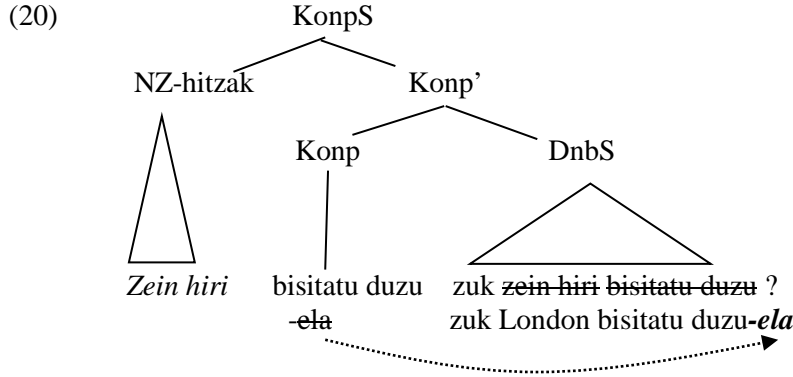 (20) KonpS
NZ-hitzak Konp’
Konp DnbS
Zein hiri bisitatu duzu zuk zein hiri bisitatu duzu ?
-ela zuk London bisitatu duzu-ela